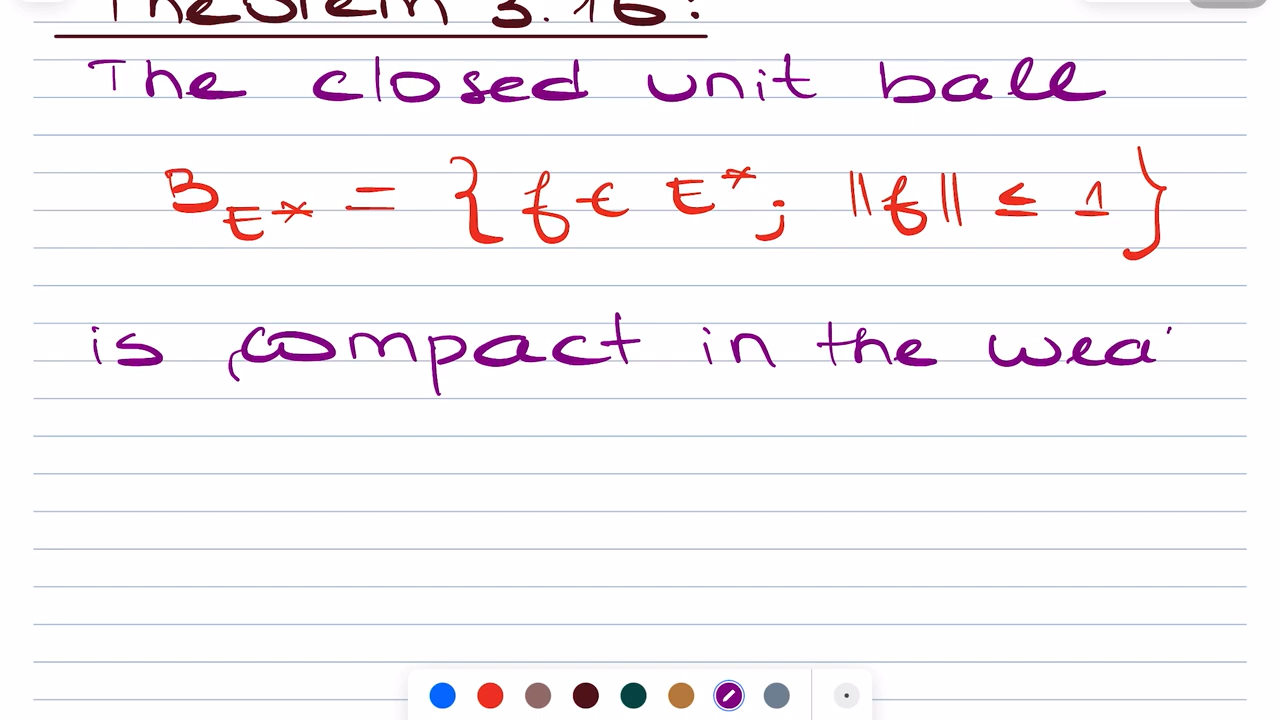 Theorem 3.16:
The closed unit ball
B_{E*} = { f ∈ E*; ||f|| ≤ 1 }
is compact in the wea